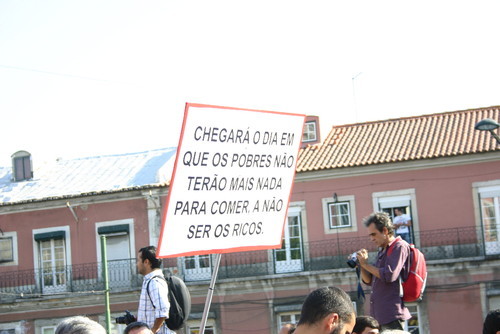 CHEGARÁ O DIA EM
QUE OS POBRES NÃO
TERÃO MAIS NADA
PARA COMER. A NÃO
SER OS RICOS.